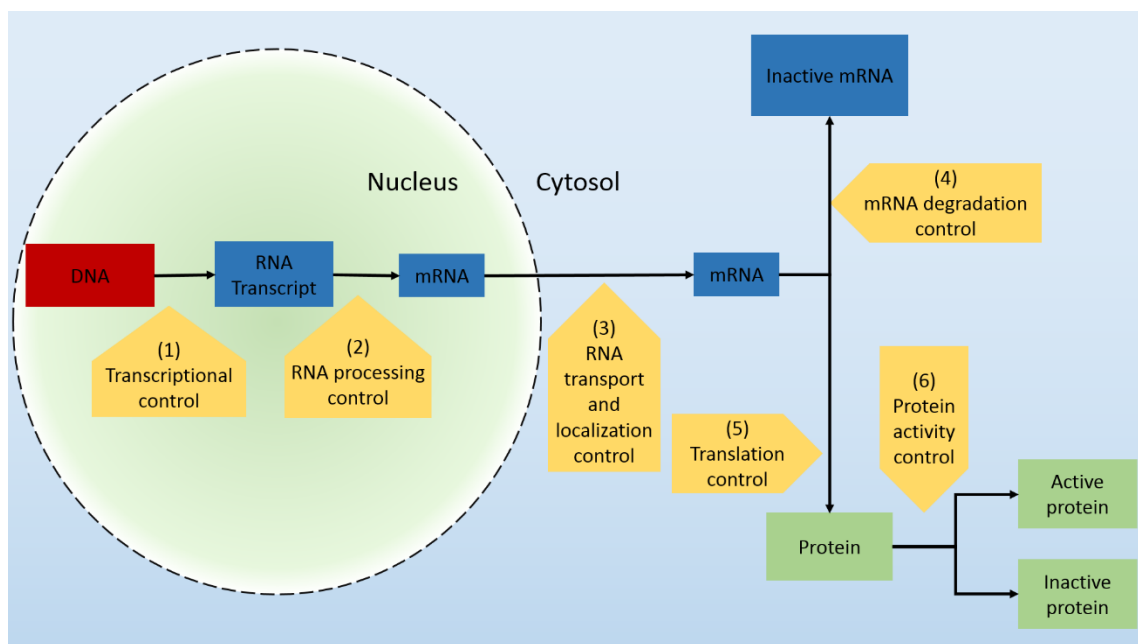 Inactive mRNA
Nucleus
Cytosol
(4)
mRNA degradation
control
DNA
RNA
Transcript
mRNA
mRNA
(1)
Transcriptional
control
(2)
RNA processing
control
(3)
RNA
transport
and
localization
control
(5)
Translation
control
(6)
Protein
activity
control
Active
protein
Protein
Inactive
protein